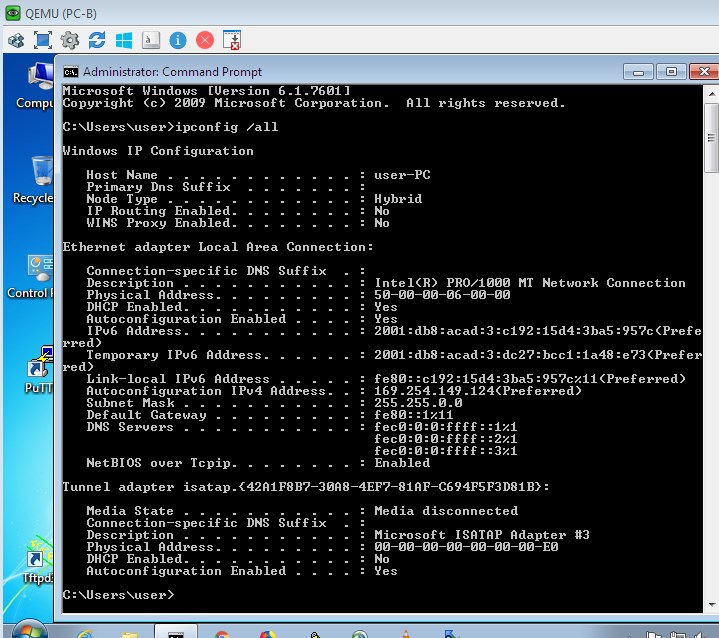 QEMU (PC-B)
Administrator: Command Prompt
Microsoft Windows [Version 6.1.7601]
Copyright (c) 2009 Microsoft Corporation.  All rights reserved.
C:\Users\user>ipconfig /all
Windows IP Configuration
Host Name . . . . . . . . . . . . : user-PC
Primary Dns Suffix  . . . . . . . :
Node Type . . . . . . . . . . . . : Hybrid
IP Routing Enabled. . . . . . . . : No
WINS Proxy Enabled. . . . . . . . : No
Ethernet adapter Local Area Connection:
Connection-specific DNS Suffix  . :
Description . . . . . . . . . . . : Intel(R) PRO/1000 MT Network Connection
Physical Address. . . . . . . . . : 50-00-00-06-00-00
DHCP Enabled. . . . . . . . . . . : Yes
Autoconfiguration Enabled . . . . : Yes
IPv6 Address. . . . . . . . . . . : 2001:db8:acad:3:c192:15d4:3ba5:957c(Prefe
rred)
Temporary IPv6 Address. . . . . . : 2001:db8:acad:3:dc27:bcc1:1a48:e73(Prefer
red)
Link-local IPv6 Address . . . . . : fe80::c192:15d4:3ba5:957c%11(Preferred)
Autoconfiguration IPv4 Address. . : 169.254.149.124(Preferred)
Subnet Mask . . . . . . . . . . . : 255.255.0.0
Default Gateway . . . . . . . . . : fe80::1%11
DNS Servers . . . . . . . . . . . : fec0:0:0:ffff::1%1
fec0:0:0:ffff::2%1
fec0:0:0:ffff::3%1
NetBIOS over Tcpip. . . . . . . . : Enabled
Tunnel adapter isatap.{42A1F8B7-30A8-4EF7-81AF-C694F5F3D81B}:
Media State . . . . . . . . . . . : Media disconnected
Connection-specific DNS Suffix  . :
Description . . . . . . . . . . . : Microsoft ISATAP Adapter #3
Physical Address. . . . . . . . . : 00-00-00-00-00-00-00-E0
DHCP Enabled. . . . . . . . . . . : No
Autoconfiguration Enabled . . . . : Yes
C:\Users\user>
Compu
Recycle
Control
PuTT
Tftpd